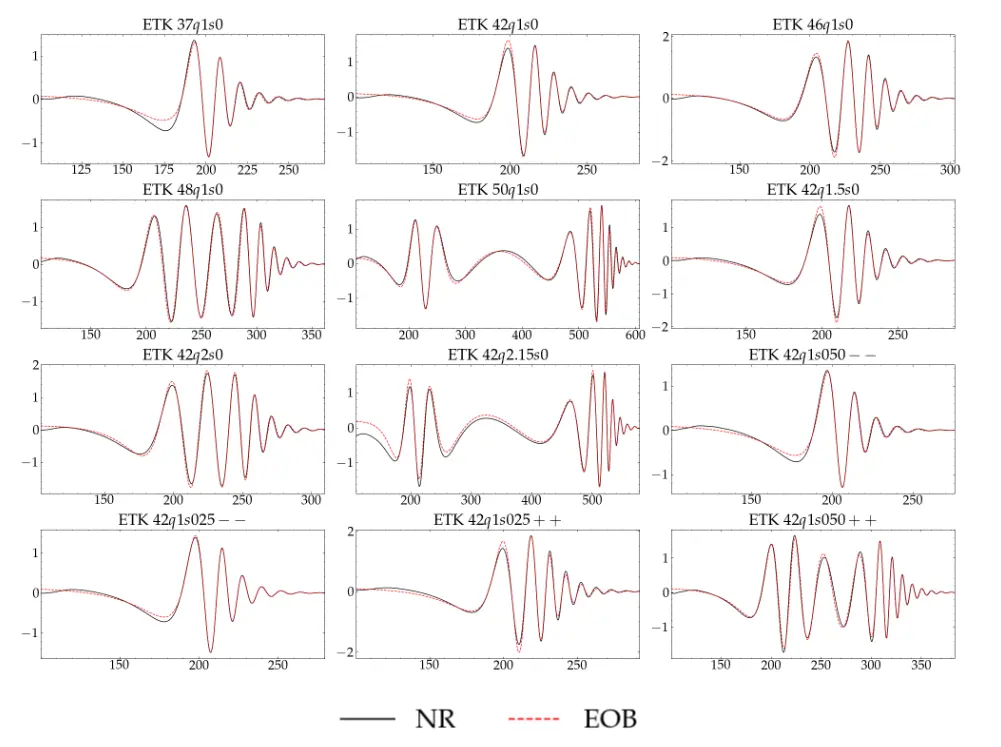 ETK 37q1s0 ETK 42q1s0 ETK 46q1s0
1 0 −1 125 150 175 200 225 250
1 0 −1 150 200 250
2 0 −2 150 200 250 300
ETK 48q1s0 ETK 50q1s0 ETK 42q1.5s0
1 0 −1 150 200 250 300 350
1 0 −1 200 300 400 500 600
1 0 −1 −2 150 200 250
ETK 42q2s0 ETK 42q2.15s0 ETK 42q1s050 − −
2 1 0 −1 150 200 250 300
1 0 −1 200 300 400 500
1 0 −1 150 200 250
ETK 42q1s025 − − ETK 42q1s025 + + ETK 42q1s050 + +
1 0 −1 150 200 250
2 0 −2 150 200 250
1 0 −1 150 200 250 300 350
NR EOB